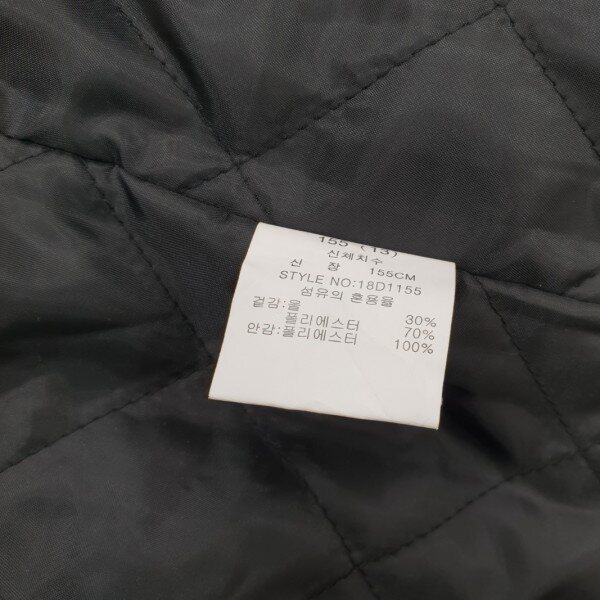 155 (13)
신체치수
신 장 155CM
STYLE NO:18D1155
섬유의 혼용율
겉감:울 30%
폴리에스터 70%
안감:폴리에스터 100%